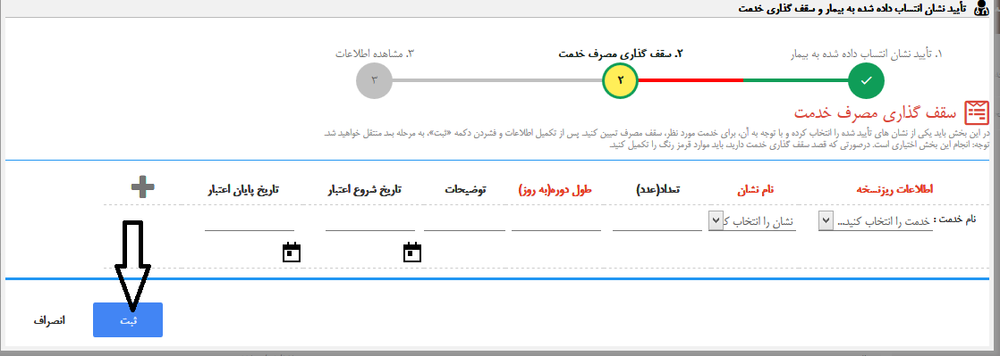 تأیید نشان انتساب داده شده به بیمار و سقف گذاری خدمت
۱. تأیید نشان انتساب داده شده به بیمار
۲. سقف گذاری مصرف خدمت
۳. مشاهده اطلاعات
۲
۳
سقف گذاری مصرف خدمت
در این بخش باید یکی از نشان های تأیید شده را انتخاب کرده و با توجه به آن، برای خدمت مورد نظر، سقف مصرف تعیین کنید. پس از تکمیل اطلاعات و فشردن دکمه «ثبت»، به مرحله بعد منتقل خواهید شد.
توجه: انجام این بخش اختیاری است. درصورتی که قصد سقف گذاری خدمت دارید، باید موارد قرمز رنگ را تکمیل کنید.
اطلاعات ریزنسخه نام نشان تعداد(عدد) طول دوره(به روز) توضیحات تاریخ شروع اعتبار تاریخ پایان اعتبار
نام خدمت : خدمت را انتخاب کنید... نشان را انتخاب ک
ثبت انصراف